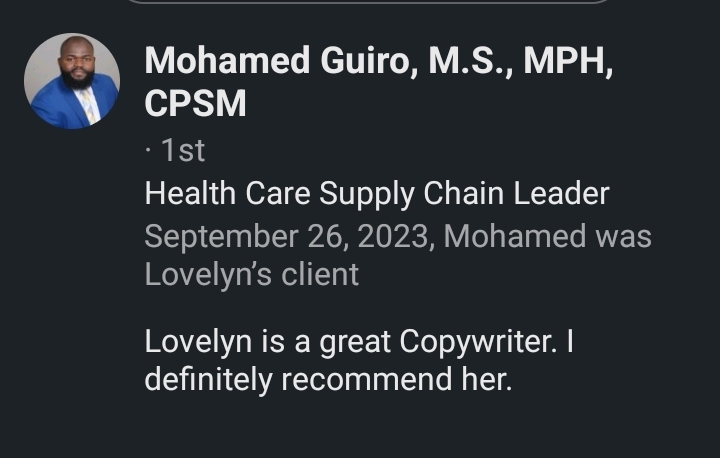 Mohamed Guiro, M.S., MPH,
CPSM
· 1st
Health Care Supply Chain Leader
September 26, 2023, Mohamed was
Lovelyn’s client
Lovelyn is a great Copywriter. I
definitely recommend her.